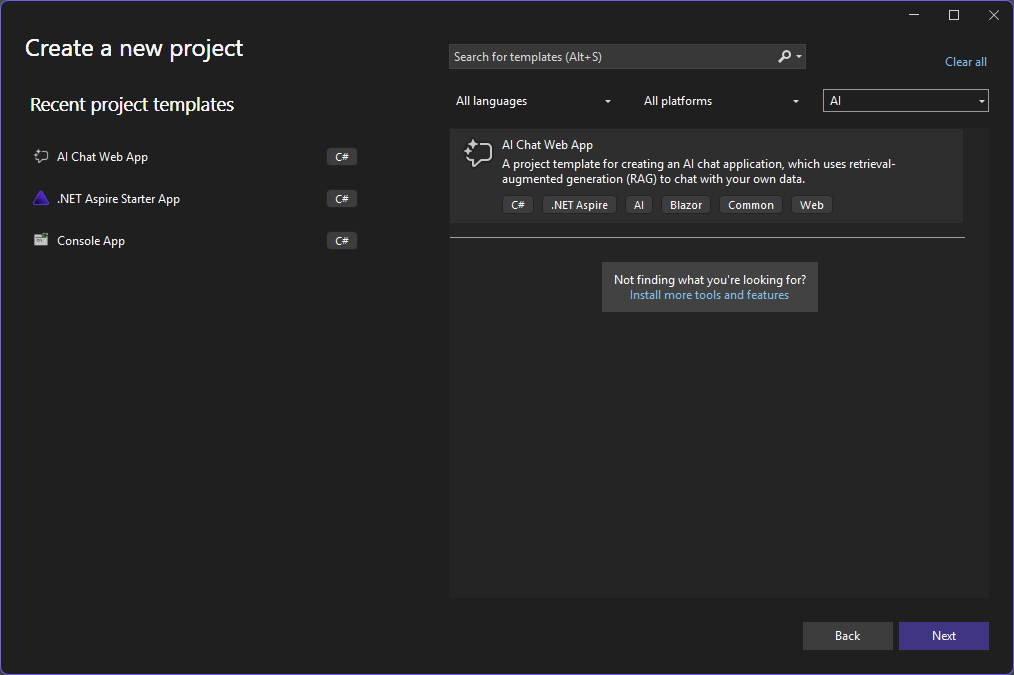 Create a new project
Search for templates (Alt+S)
Clear all
Recent project templates
All languages
All platforms
AI
AI Chat Web App
C#
.NET Aspire Starter App
C#
Console App
C#
AI Chat Web App
A project template for creating an AI chat application, which uses retrieval-
augmented generation (RAG) to chat with your own data.
C#
.NET Aspire
AI
Blazor
Common
Web
Not finding what you're looking for?
Install more tools and features
Back
Next